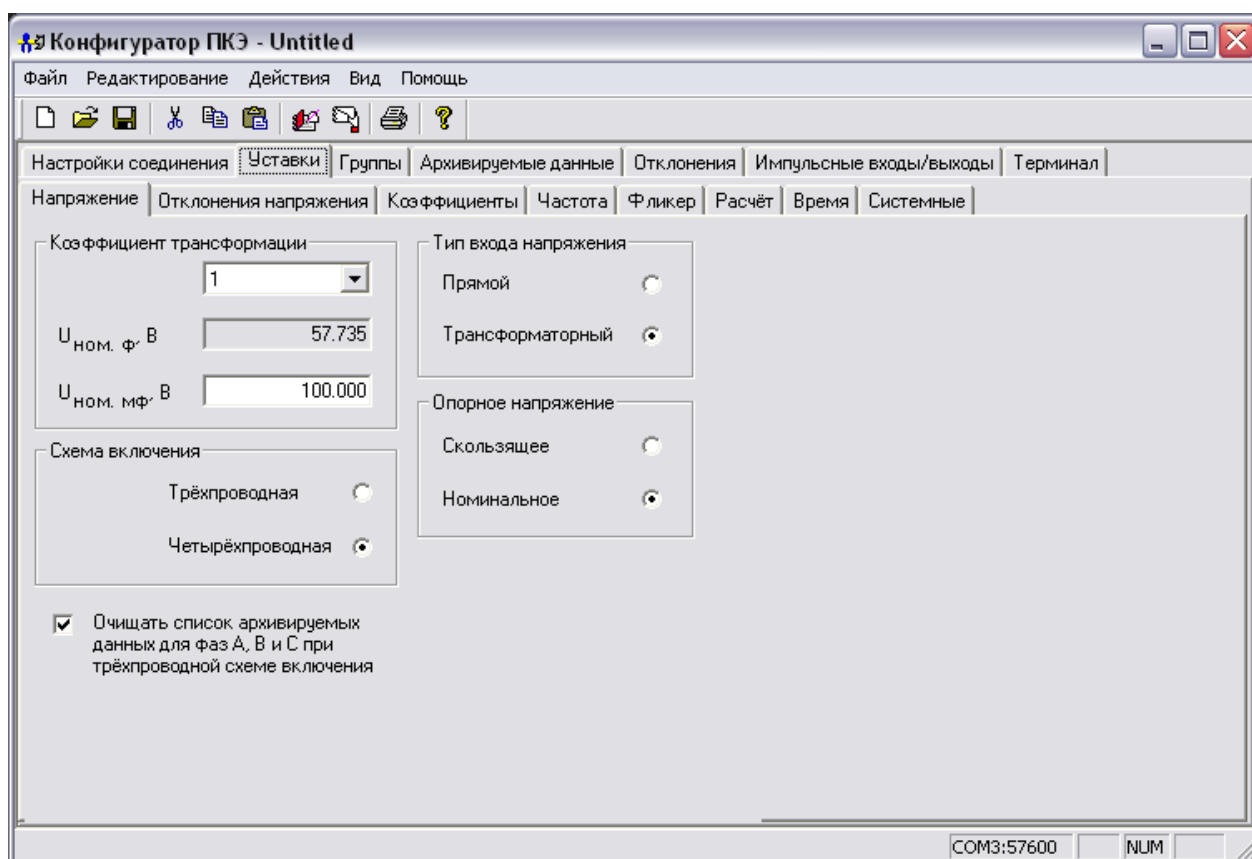 Конфигуратор ПКЭ - Untitled
Файл Редактирование Действия Вид Помощь
Настройки соединения Уставки Группы Архивируемые данные Отклонения Импульсные входы/выходы Терминал
Напряжение Отклонения напряжения Коэффициенты Частота Фликер Расчёт Время Системные
Коэффициент трансформации
1
Uном. ф, В 57.735
Uном. мф, В 100.000
Схема включения
Трёхпроводная
Четырёхпроводная
Очищать список архивируемых
данных для фаз А, В и С при
трёхпроводной схеме включения
Тип входа напряжения
Прямой
Трансформаторный
Опорное напряжение
Скользящее
Номинальное
COM3:57600 NUM